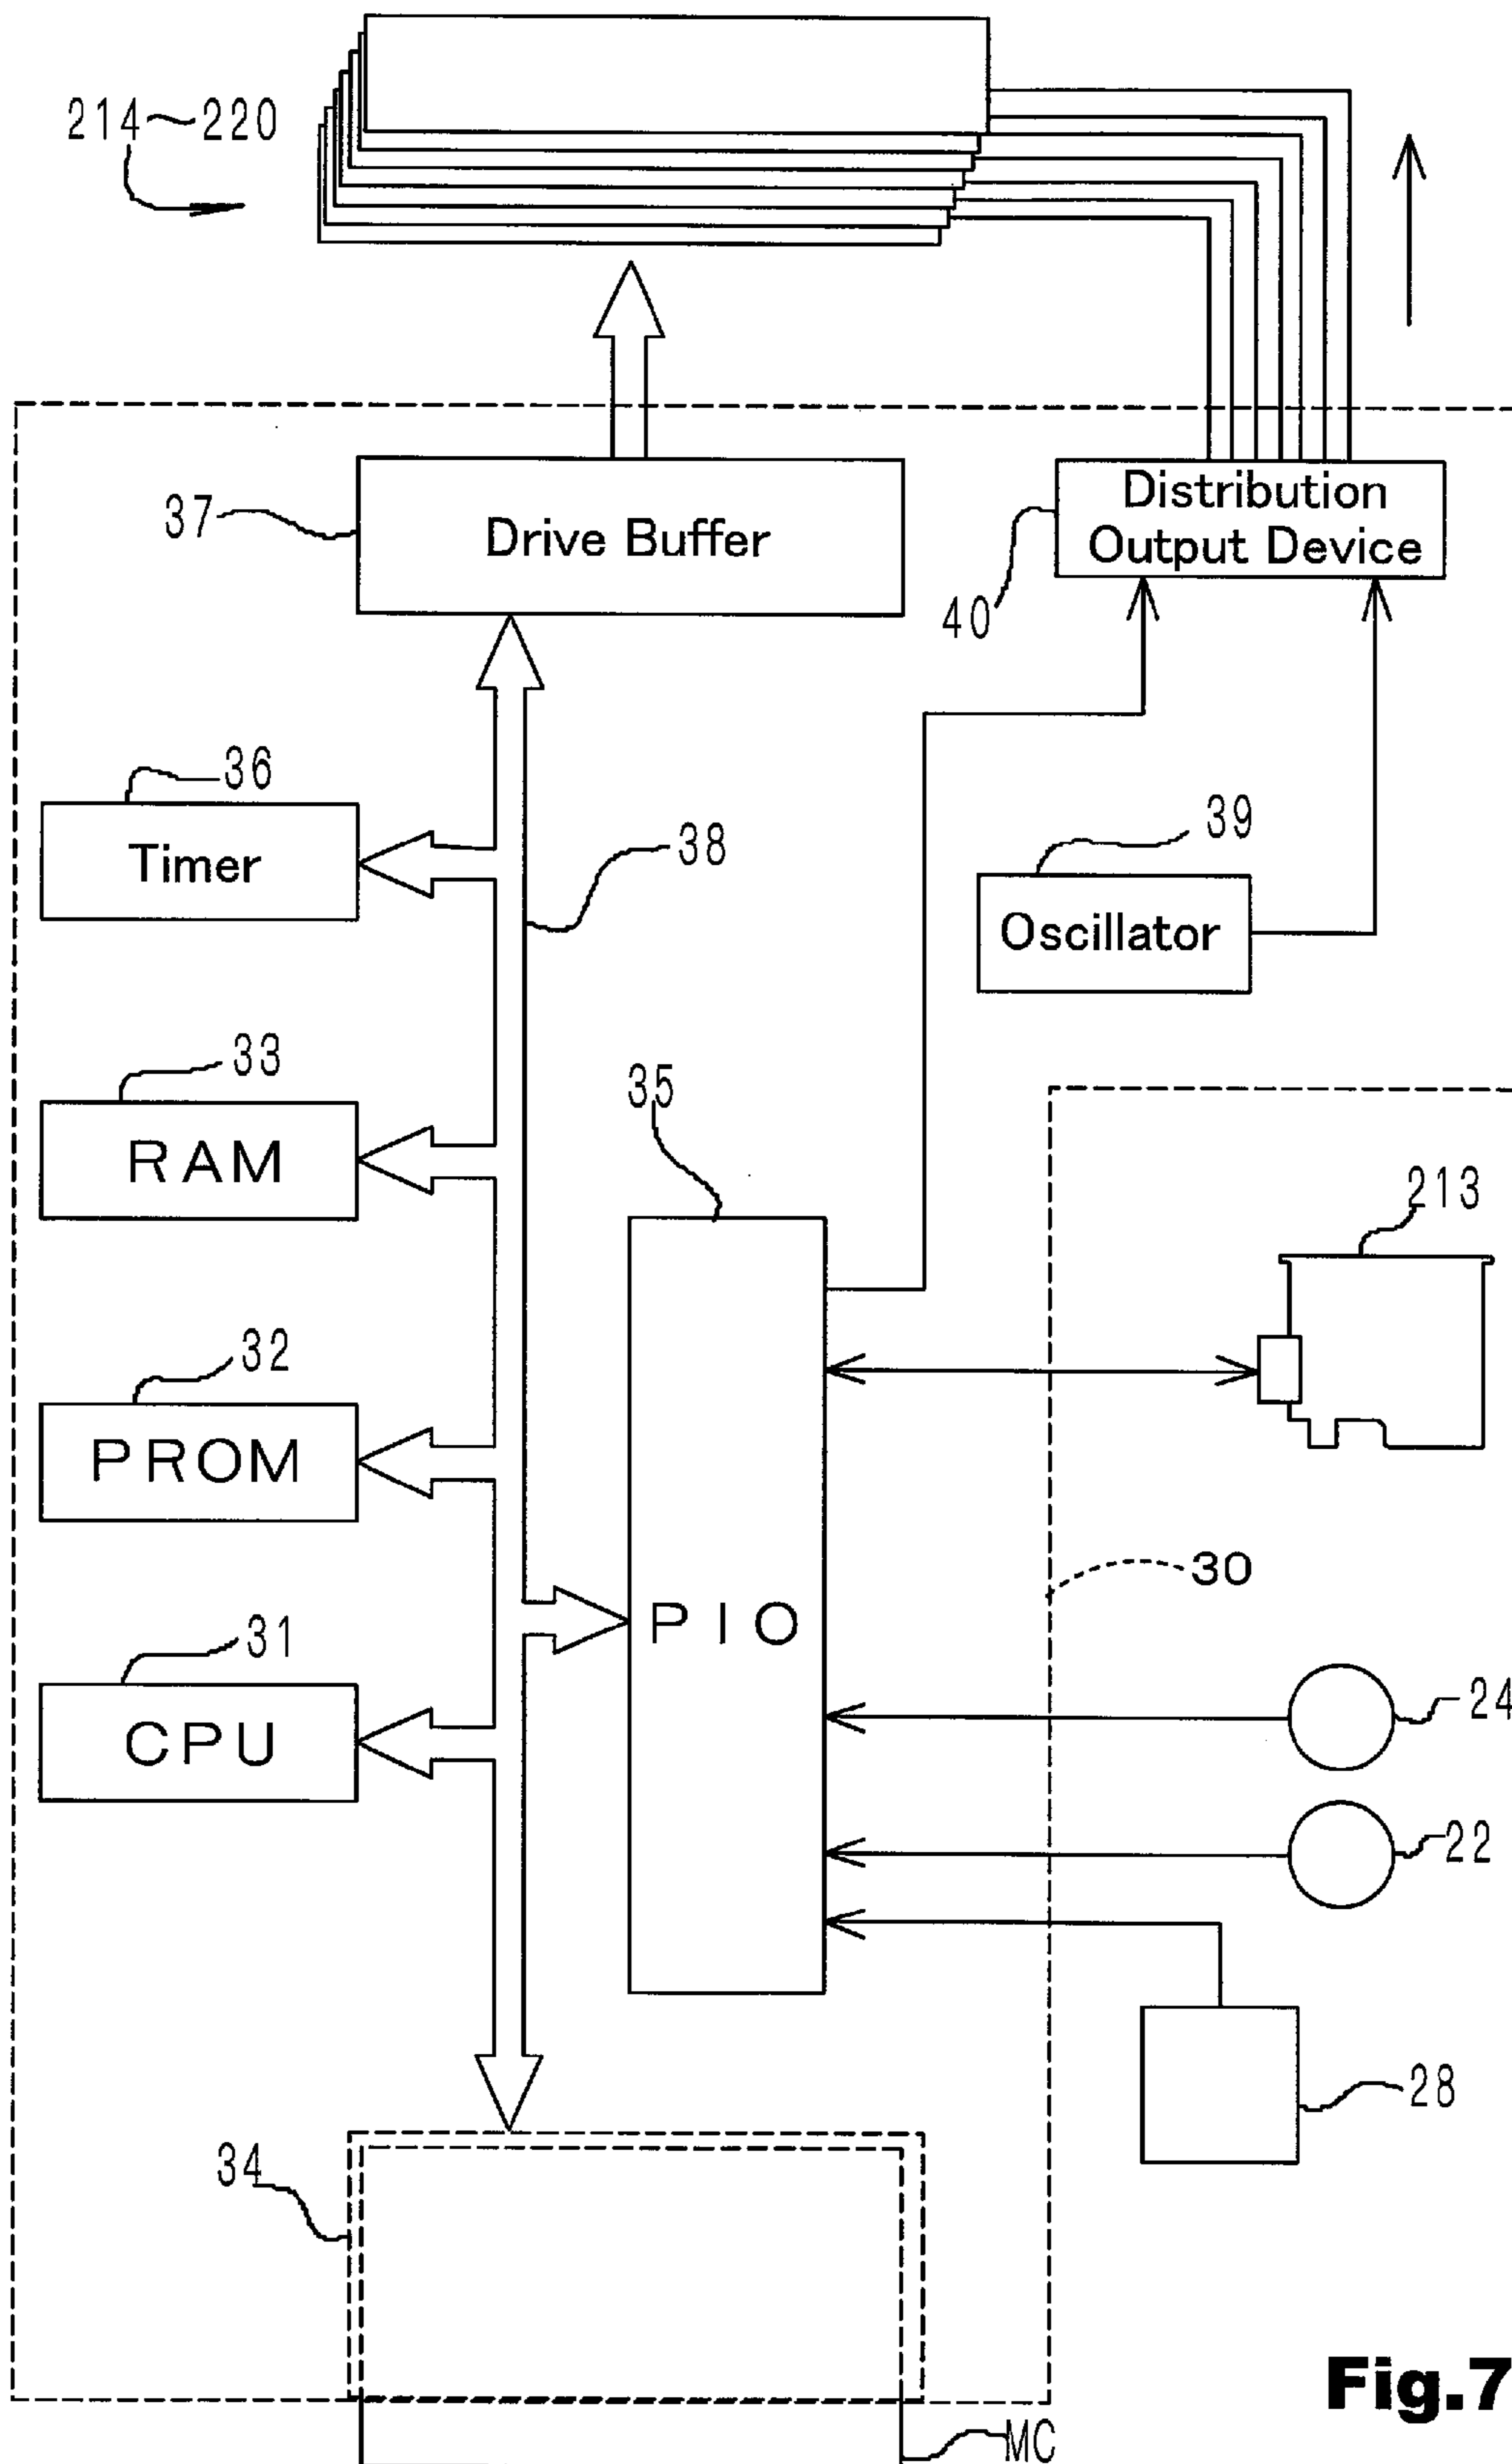 214~220
37
Drive Buffer
Distribution
Output Device
40
36
Timer
38
39
Oscillator
33
RAM
35
213
32
PROM
30
31
CPU
PIO
24
22
28
34
MC
Fig.7